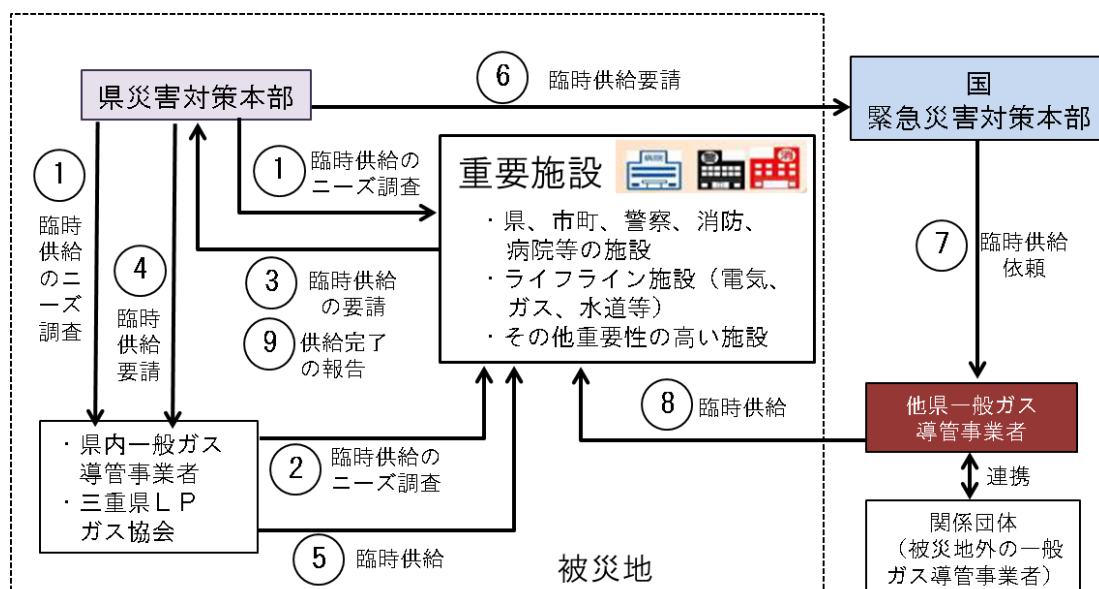 県災害対策本部
⑥ 臨時供給要請
国
緊急災害対策本部
① 臨時供給の
ニーズ調査
重要施設
病院
警
消
・県、市町、警察、消防、
病院等の施設
・ライフライン施設（電気、
ガス、水道等）
・その他重要性の高い施設
①
臨時
供給
のニ
ーズ
調査
④
臨時
供給
要請
③ 臨時供給
の要請
⑨ 供給完了
の報告
⑦ 臨時供給
依頼
⑧ 臨時供給
他県一般ガス
導管事業者
・県内一般ガス
導管事業者
・三重県ＬＰ
ガス協会
② 臨時供給の
ニーズ調査
⑤ 臨時供給
被災地
連携
関係団体
（被災地外の一般
ガス導管事業者）